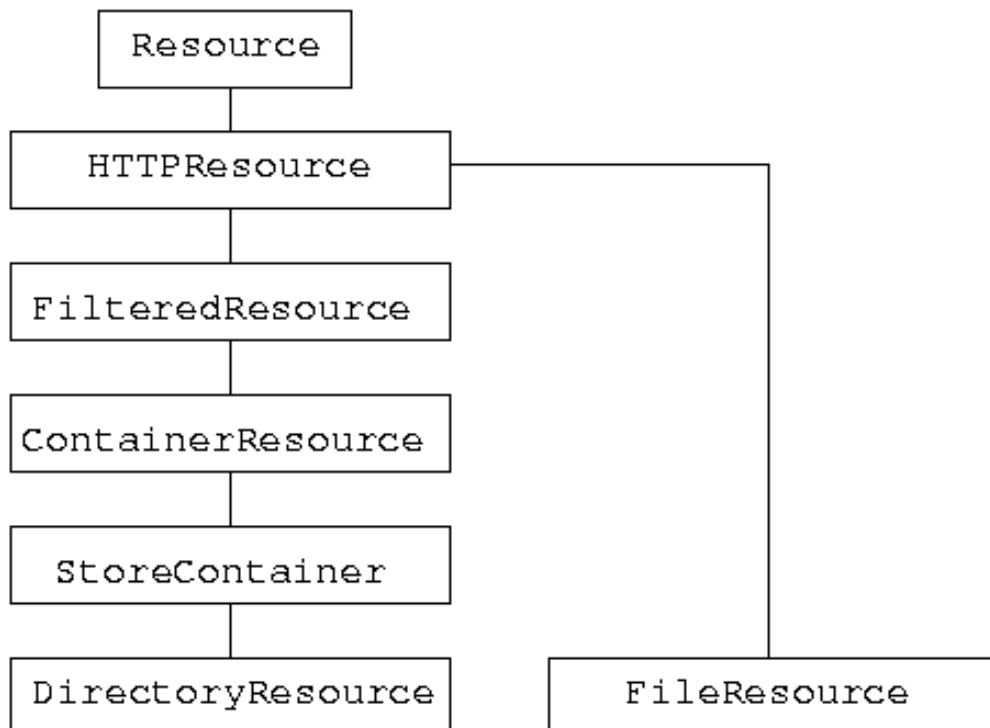 Resource
HTTPResource
FilteredResource
ContainerResource
StoreContainer
DirectoryResource
FileResource